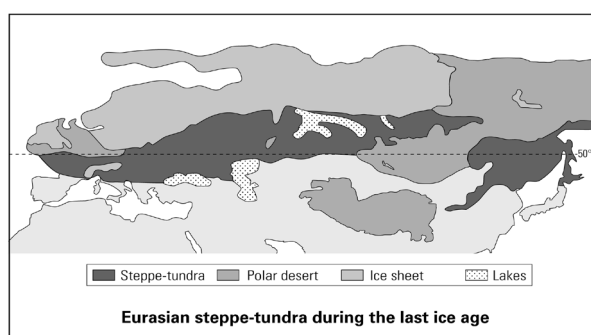 50°
Steppe-tundra Polar desert Ice sheet Lakes
Eurasian steppe-tundra during the last ice age